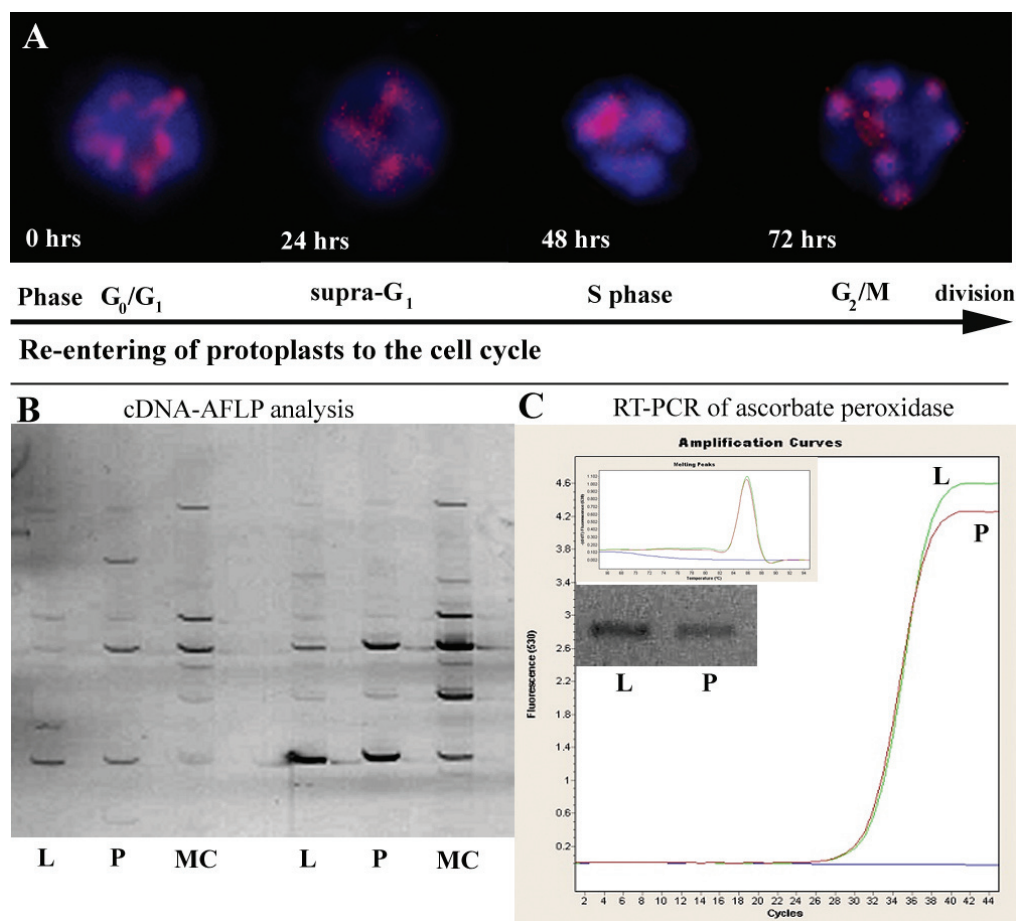 A
0 hrs 24 hrs 48 hrs 72 hrs
Phase G0/G1 supra-G1 S phase G2/M division
Re-entering of protoplasts to the cell cycle
B cDNA-AFLP analysis
L P MC L P MC
C RT-PCR of ascorbate peroxidase
Amplification Curves
Melting Peaks
Temperature (°C)
L
P
4.6
4.2
3.8
3.4
3
2.6
2.2
1.8
1.4
1
0.6
0.2
Fluorescence (530)
L P
2 4 6 8 10 12 14 16 18 20 22 24 26 28 30 32 34 36 38 40 42 44
Cycles